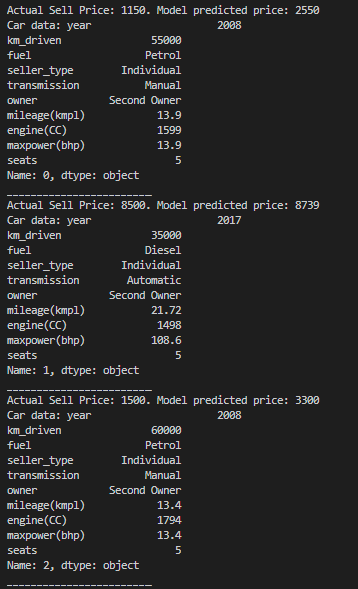 Actual Sell Price: 1150. Model predicted price: 2550
Car data: year                    2008
km_driven              55000
fuel                  Petrol
seller_type       Individual
transmission          Manual
owner           Second Owner
mileage(kmpl)           13.9
engine(CC)              1599
maxpower(bhp)           13.9
seats                      5
Name: 0, dtype: object
________________________
Actual Sell Price: 8500. Model predicted price: 8739
Car data: year                    2017
km_driven              35000
fuel                  Diesel
seller_type       Individual
transmission       Automatic
owner           Second Owner
mileage(kmpl)          21.72
engine(CC)              1498
maxpower(bhp)          108.6
seats                      5
Name: 1, dtype: object
________________________
Actual Sell Price: 1500. Model predicted price: 3300
Car data: year                    2008
km_driven              60000
fuel                  Petrol
seller_type       Individual
transmission          Manual
owner           Second Owner
mileage(kmpl)           13.4
engine(CC)              1794
maxpower(bhp)           13.4
seats                      5
Name: 2, dtype: object
________________________